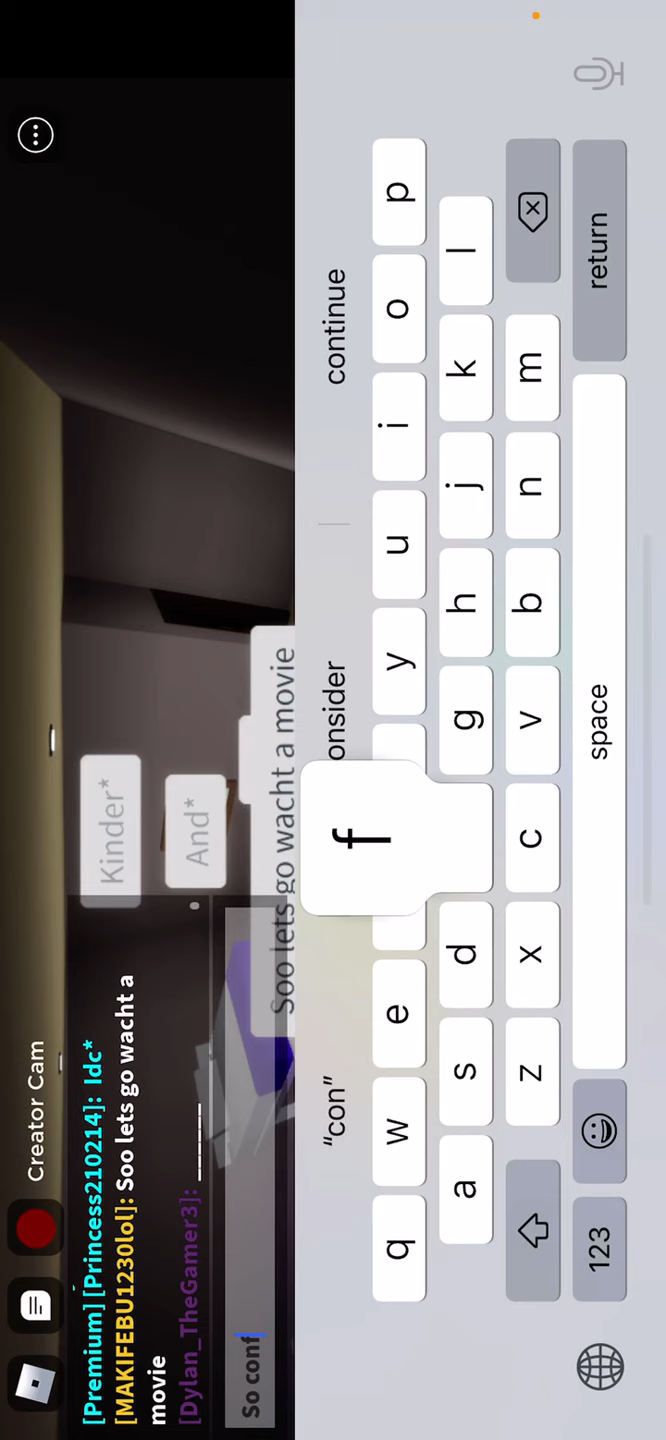 Creator Cam
[Premium] [Princess210214]: Idc*
[MAKIFEBU1230lol]: Soo lets go wacht a
movie
[Dylan_TheGamer3]: ______
So conf
Kinder*
And*
Soo lets go wacht a movie
“con” onsider continue
q w e y u i o p
a s d f g h j k l
z x c v b n m
123 space return